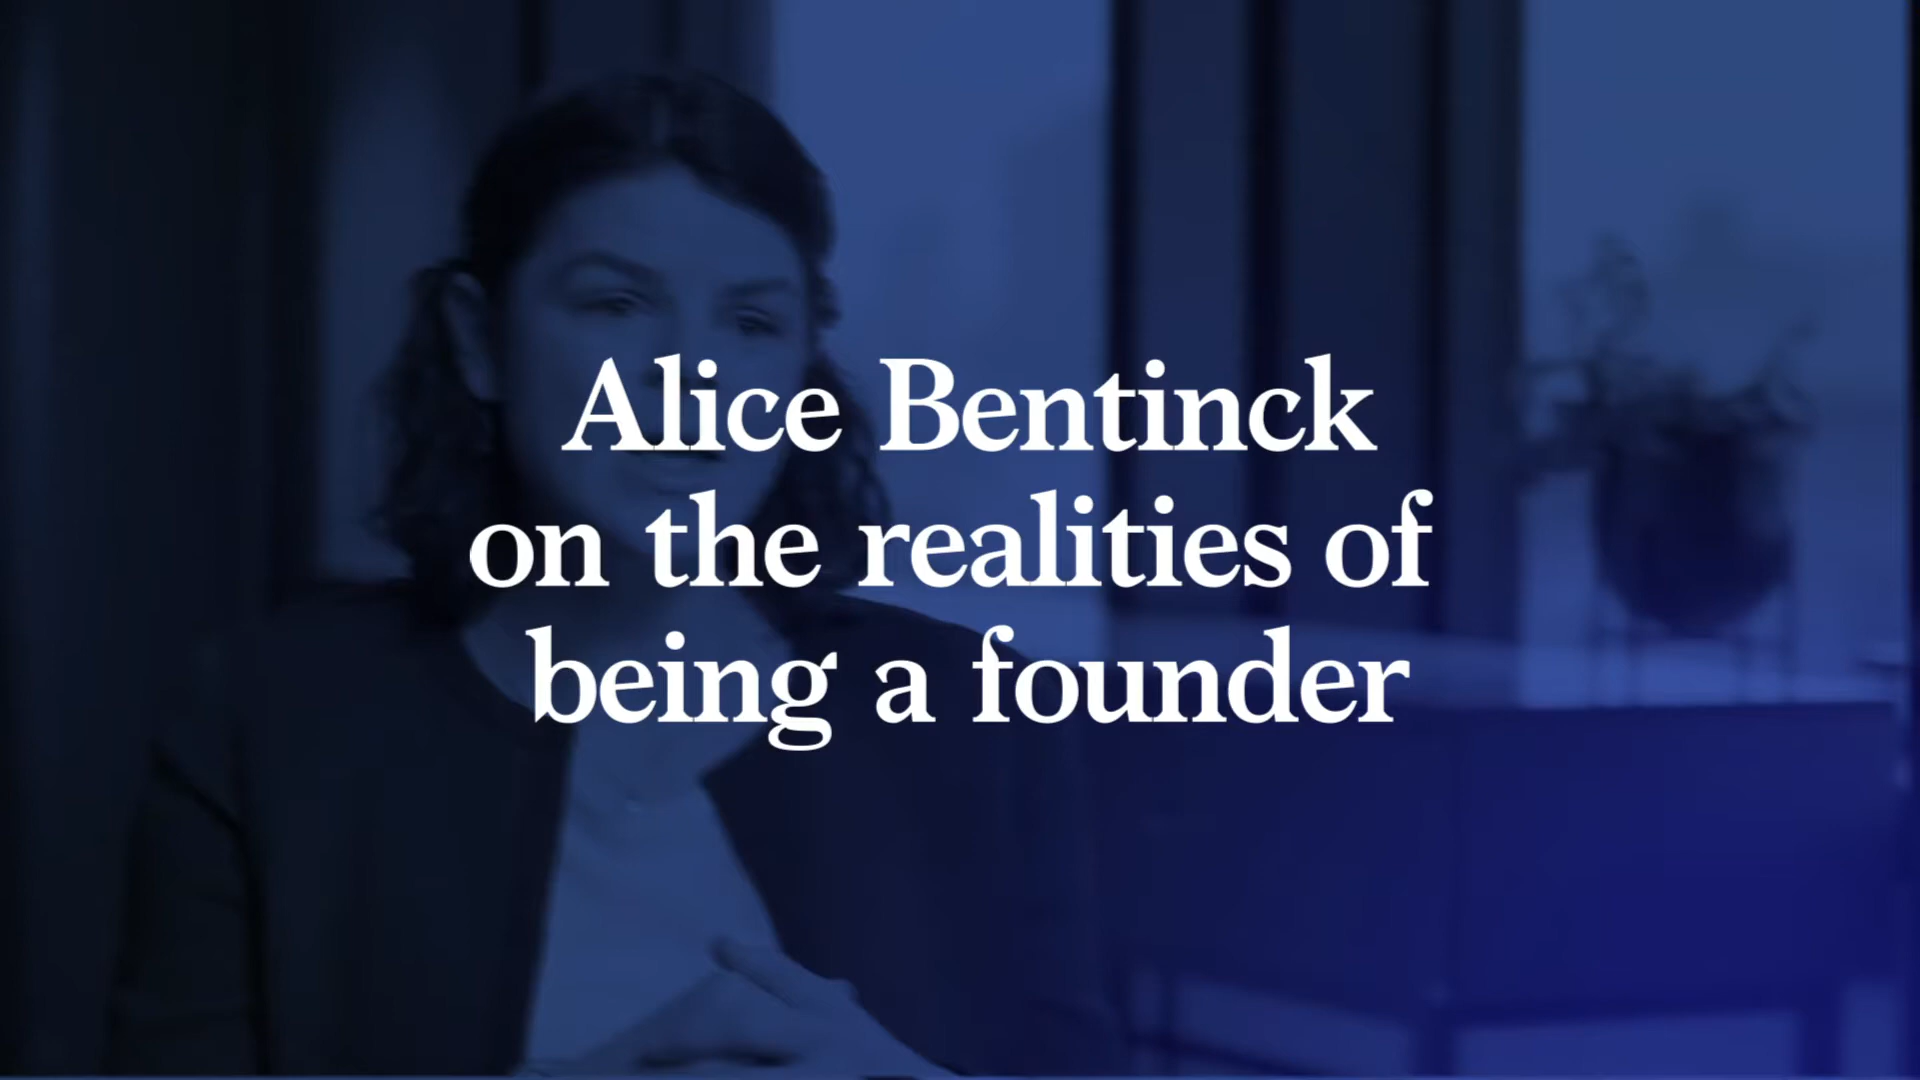 Alice Bentinck
on the realities of
being a founder